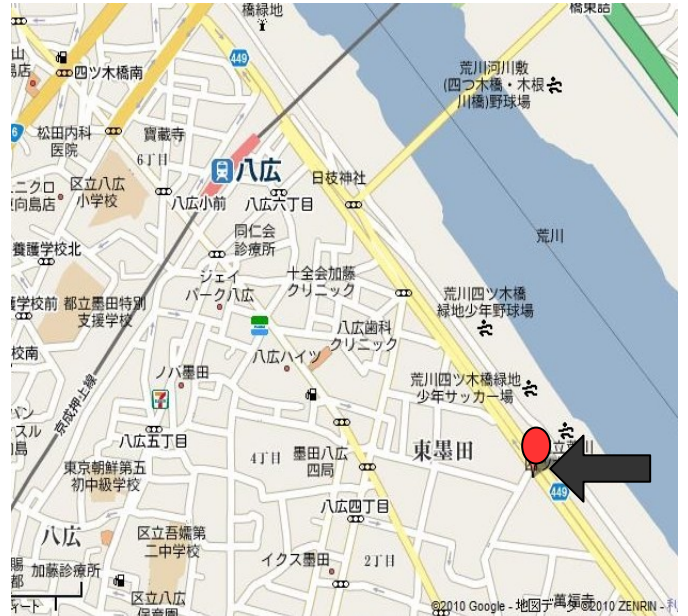 橋緑地
橋東詰
山
島店
四ツ木橋南
449
荒川河川敷
(四つ木橋・木根
川橋)野球場
6
松田内科
医院
寶蔵寺
6丁目
八広
日枝神社
ニクロ
東向島店
区立八広
小学校
八広小前
八広六丁目
養護学校北
同仁会
診療所
荒川
ジェイ
パーク八広
十全会加藤
クリニック
荒川四ツ木橋
緑地少年野球場
学校前
都立墨田特別
支援学校
八広歯科
クリニック
校南
八広ハイツ
ノバ墨田
京成押上線
荒川四ツ木橋緑地
少年サッカー場
八広五丁目
東墨田
4丁目
墨田八広
四局
東京朝鮮第五
初中級学校
449
八広四丁目
八広
区立吾嬬第
二中学校
イクス墨田
2丁目
加藤診療所
区立八広
保育園
萬福寺
©2010 Google - 地図データ ©2010 ZENRIN -